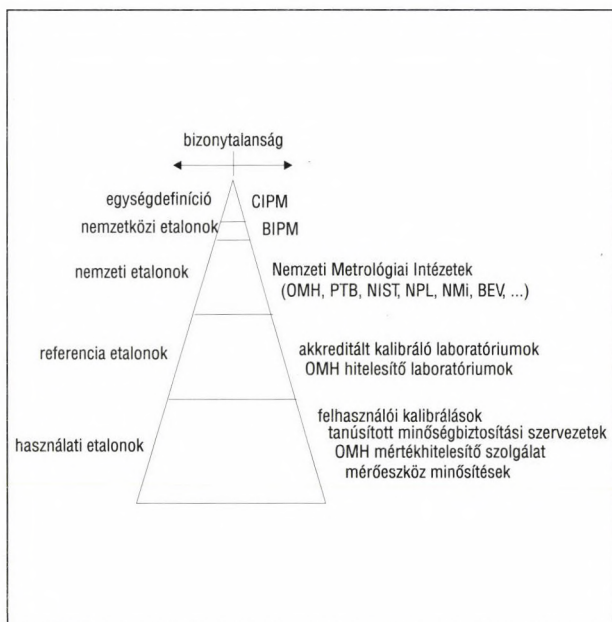 bizonytalanság
egységdefiníció CIPM
nemzetközi etalonok BIPM
nemzeti etalonok Nemzeti Metrológiai Intézetek
(OMH, PTB, NIST, NPL, NMi, BEV, ...)
referencia etalonok akkreditált kalibráló laboratóriumok
OMH hitelesítő laboratóriumok
használati etalonok felhasználói kalibrálások
tanúsított minőségbiztosítási szervezetek
OMH mértékhitelesítő szolgálat
mérőeszköz minősítések